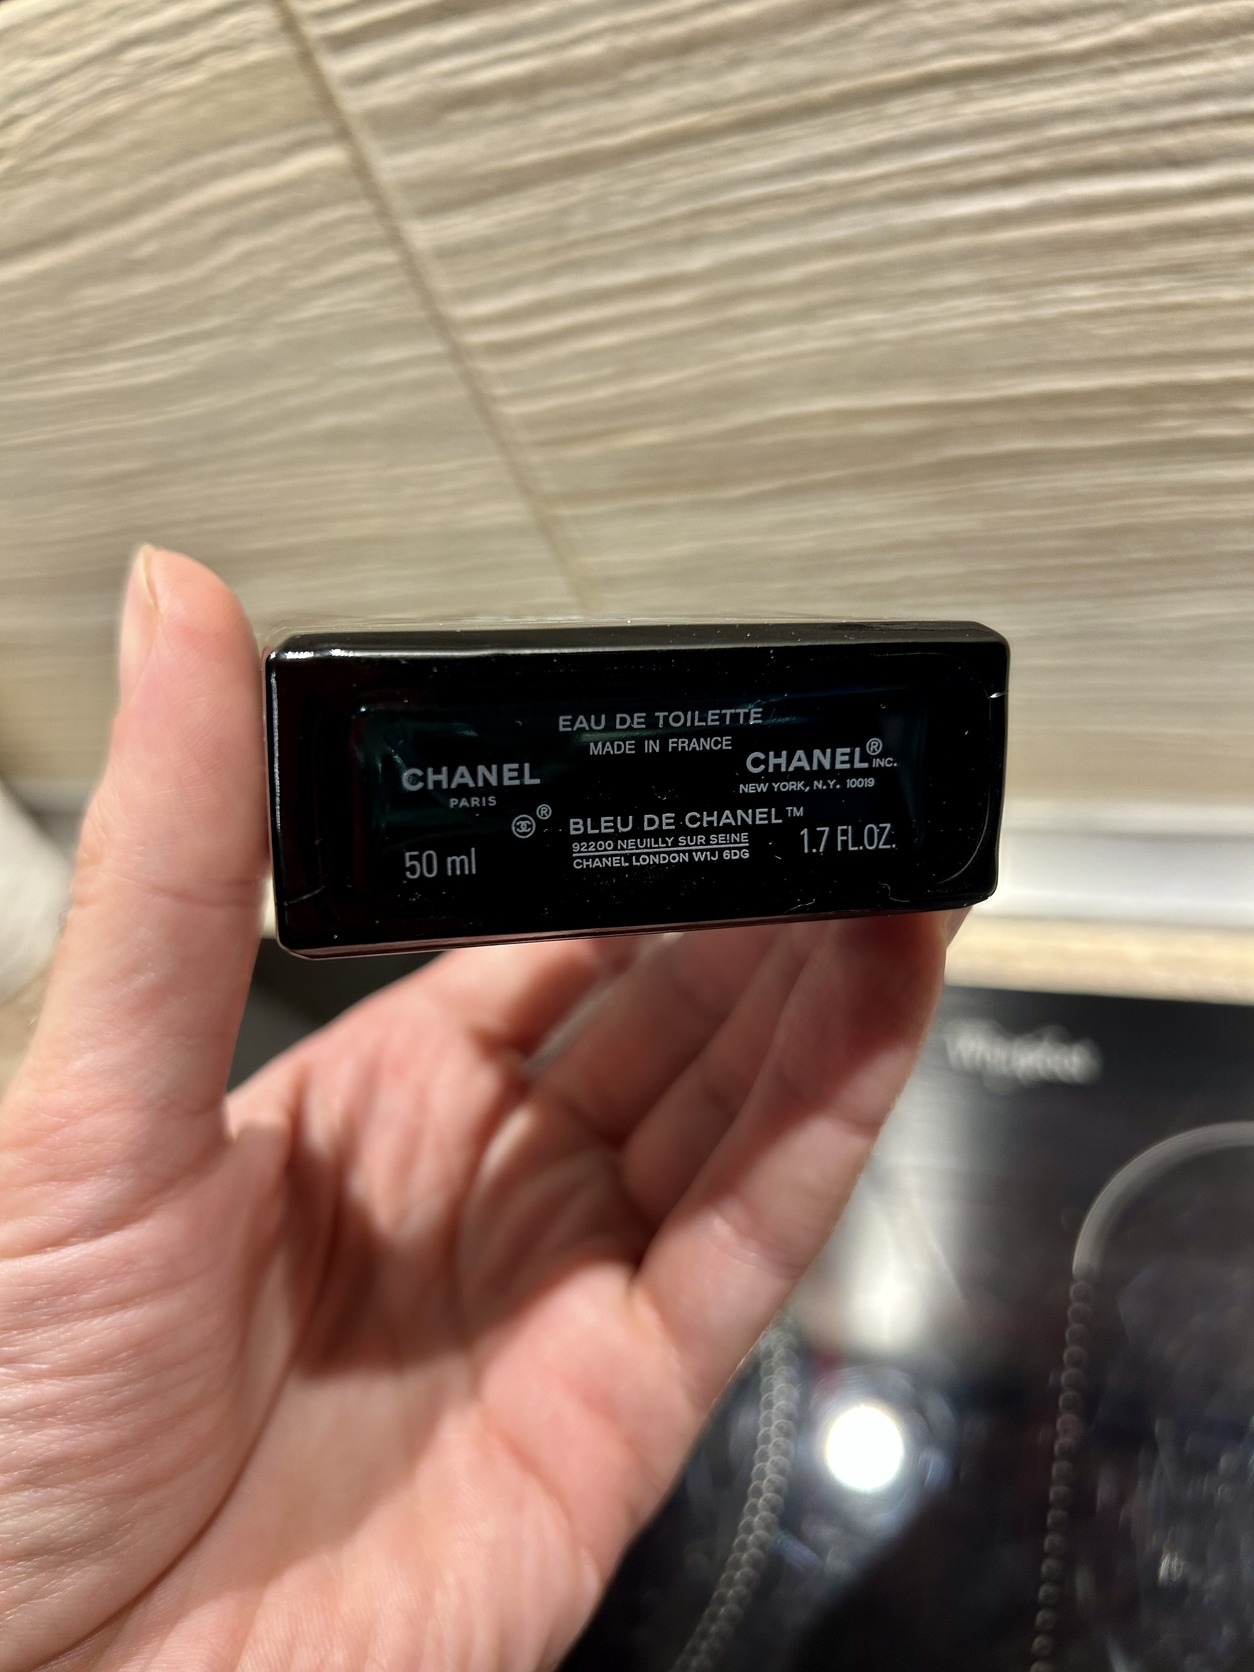 EAU DE TOILETTE
MADE IN FRANCE
CHANEL
PARIS
CHANEL® INC.
NEW YORK, N.Y. 10019
®
BLEU DE CHANEL™
92200 NEUILLY SUR SEINE
CHANEL LONDON W1J 6DG
50 ml
1.7 FL.OZ.